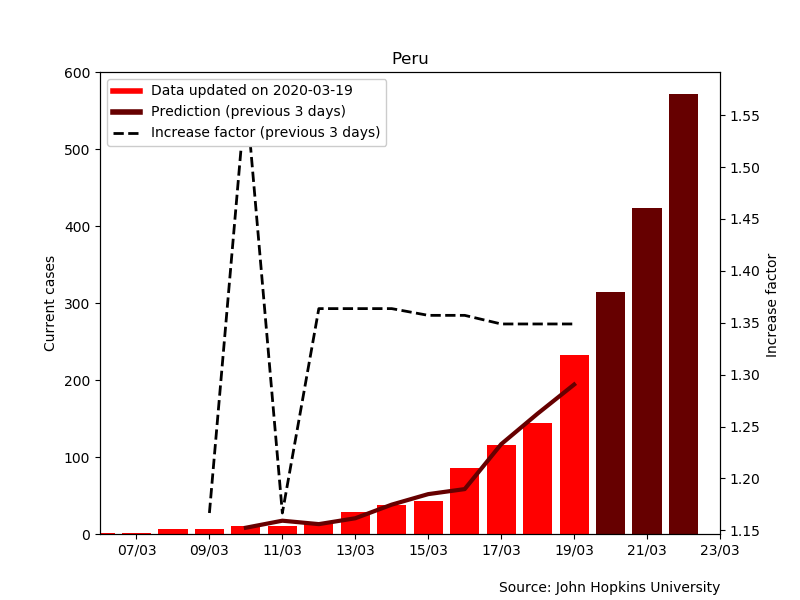 Peru
Data updated on 2020-03-19
Prediction (previous 3 days)
Increase factor (previous 3 days)
Current cases
600
500
400
300
200
100
0
1.55
1.50
1.45
1.40
1.35
1.30
1.25
1.20
1.15
Increase factor
07/03 09/03 11/03 13/03 15/03 17/03 19/03 21/03 23/03
Source: John Hopkins University